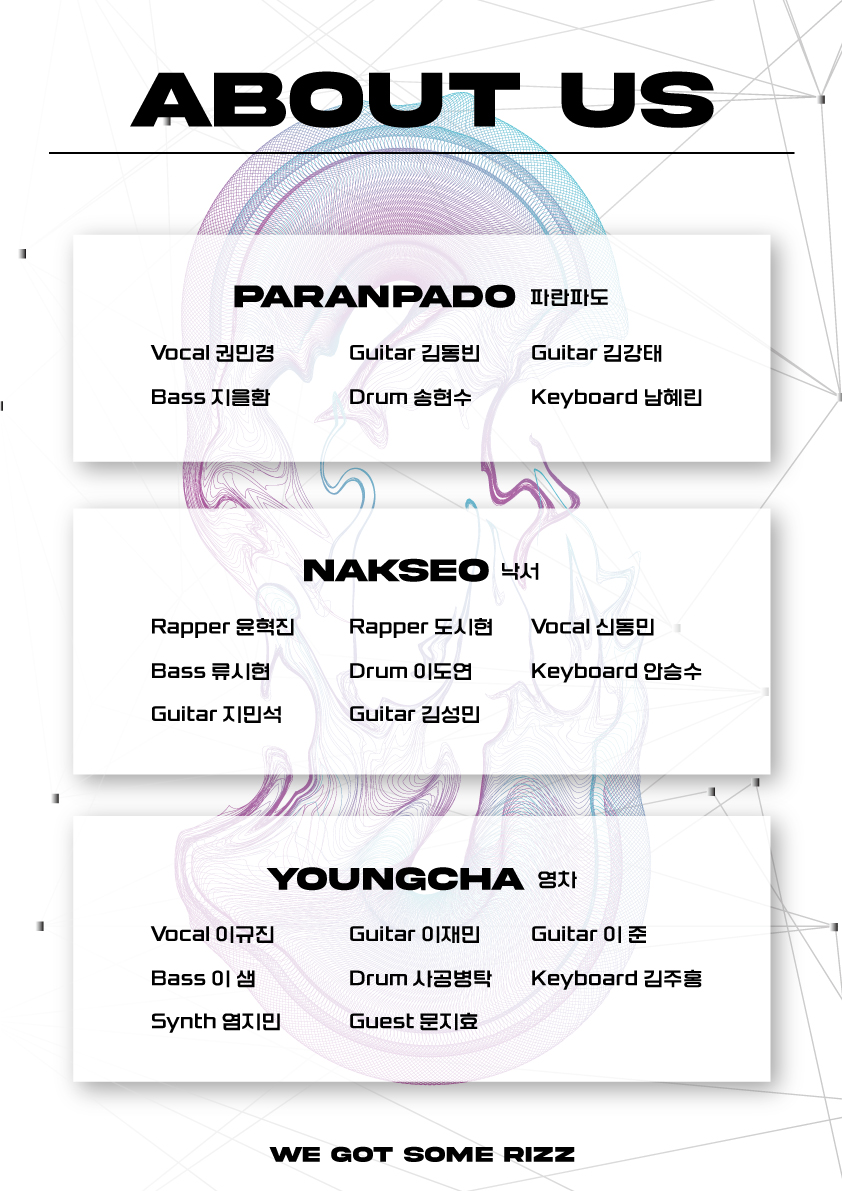 ABOUT US
PARANPADO 파란파도
Vocal 권민경 Guitar 김동빈 Guitar 김강태
Bass 지을함 Drum 송현수 Keyboard 남혜린
NAKSEO 낙서
Rapper 윤혁진 Rapper 도시현 Vocal 신동민
Bass 류시현 Drum 이도연 Keyboard 안승수
Guitar 지민석 Guitar 김성민
YOUNGCHA 영차
Vocal 이규진 Guitar 이재민 Guitar 이 준
Bass 이 샘 Drum 사공병탁 Keyboard 김주홍
Synth 염지민 Guest 문지효
WE GOT SOME RIZZ